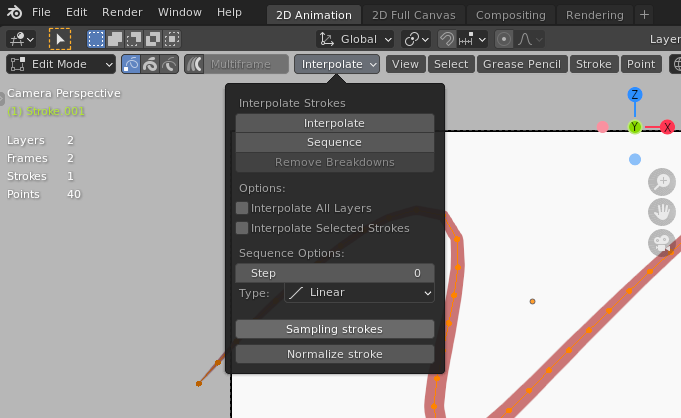 File Edit Render Window Help 2D Animation 2D Full Canvas Compositing Rendering +
Global Layer
Edit Mode Multiframe Interpolate View Select Grease Pencil Stroke Point
Camera Perspective
(1) Stroke.001
Layers 2
Frames 2
Strokes 1
Points 40
Interpolate Strokes
Interpolate
Sequence
Remove Breakdowns
Options:
Interpolate All Layers
Interpolate Selected Strokes
Sequence Options:
Step 0
Type: Linear
Sampling strokes
Normalize stroke
Z
Y
X